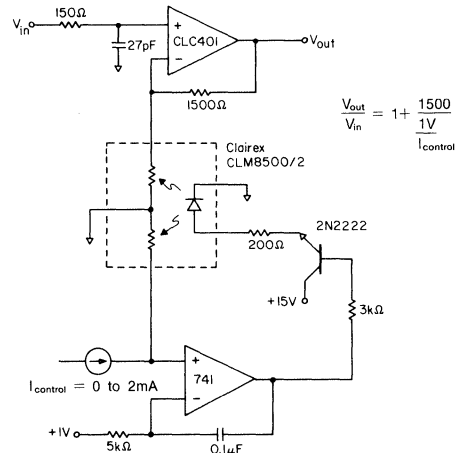 150Ω
V_in
27pF
+
−
CLC401
V_out
1500Ω
V_out / V_in = 1 + 1500 / (1V / I_control)
Clairex
CLM8500/2
2N2222
200Ω
+15V
3kΩ
I_control = 0 to 2mA
+
−
741
+1V
5kΩ
0.1μF